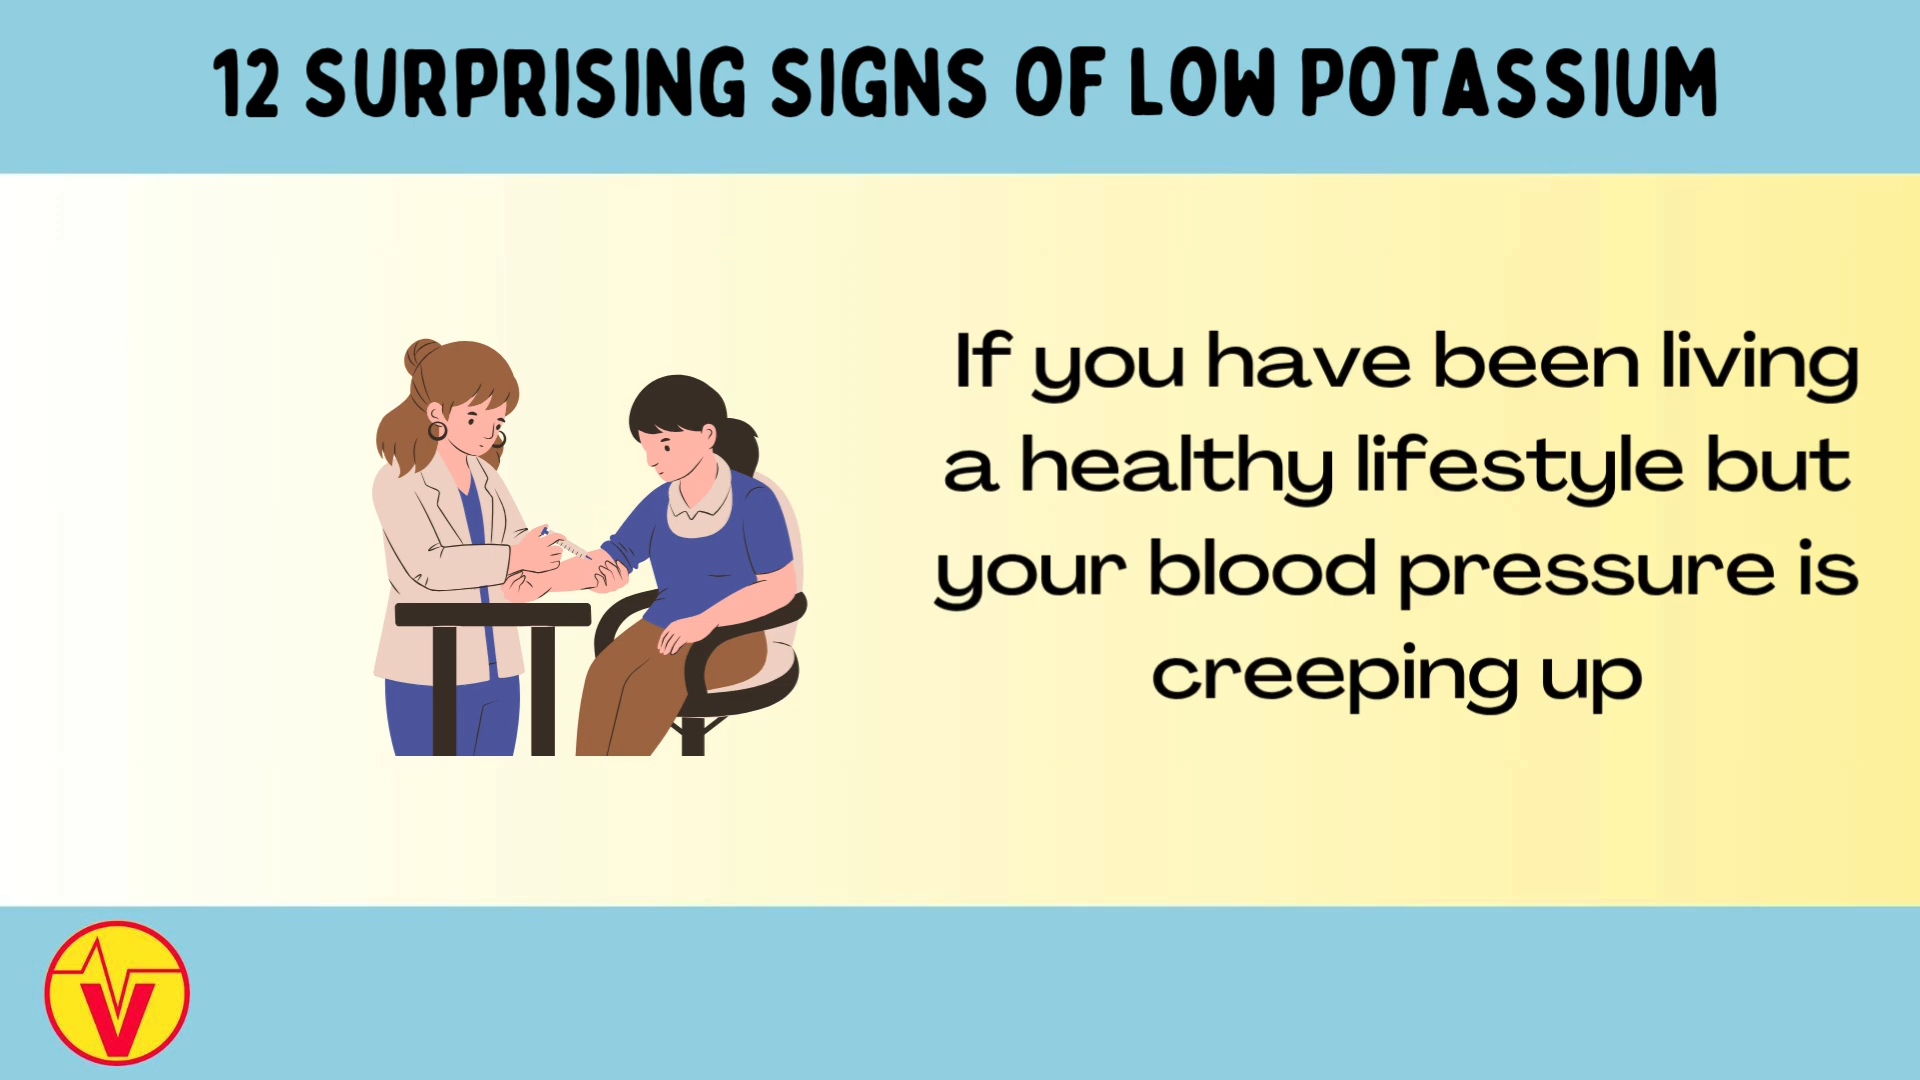 12 SURPRISING SIGNS OF LOW POTASSIUM
If you have been living
a healthy lifestyle but
your blood pressure is
creeping up
V